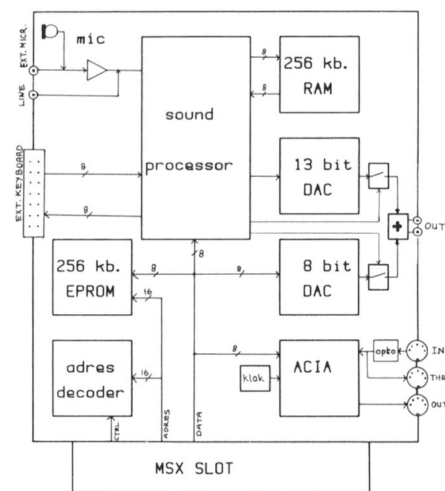 EXT. MICR.
mic
LINE
EXT. KEYBOARD
sound
processor
8
8
256 kb.
RAM
8
8
13 bit
DAC
+
OUT
8
256 kb.
EPROM
8
16
8
8 bit
DAC
adres
decoder
16
8
klok
ACIA
opto
IN
THR
OUT
CTRL
ADRES
DATA
MSX SLOT